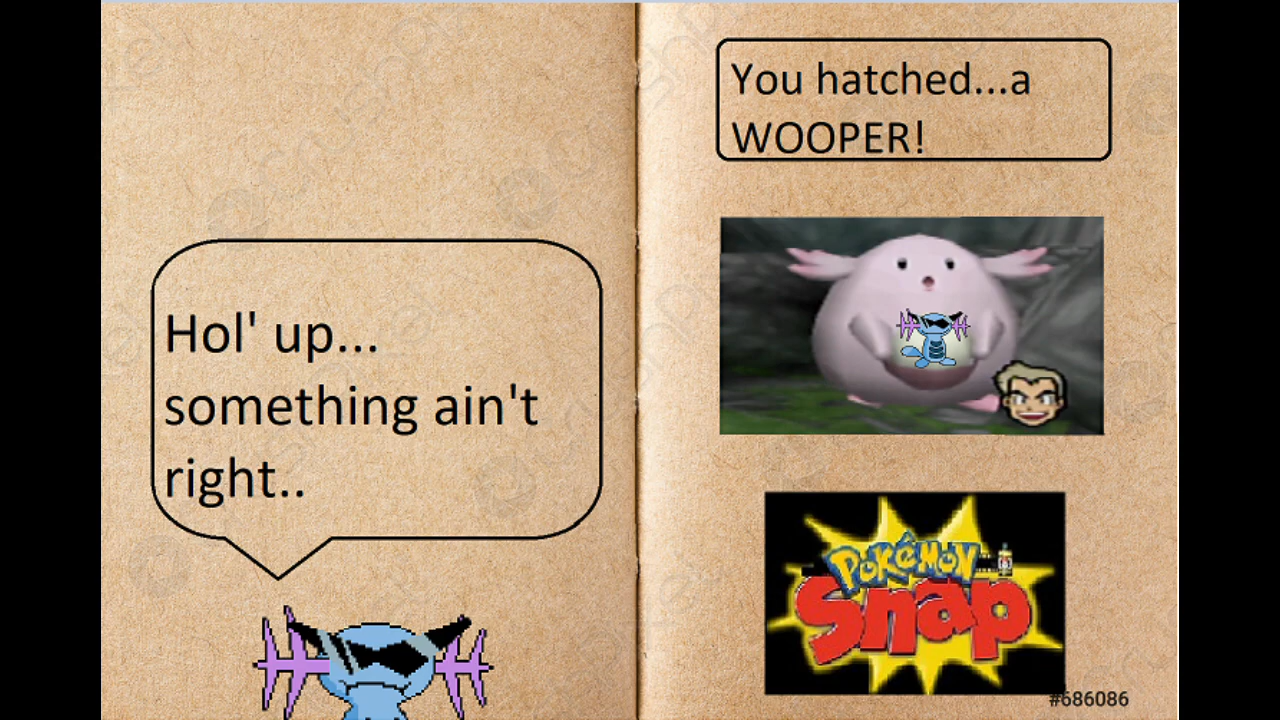 Hol' up...
something ain't
right..
You hatched...a
WOOPER!
POKéMON
Snap
#686086